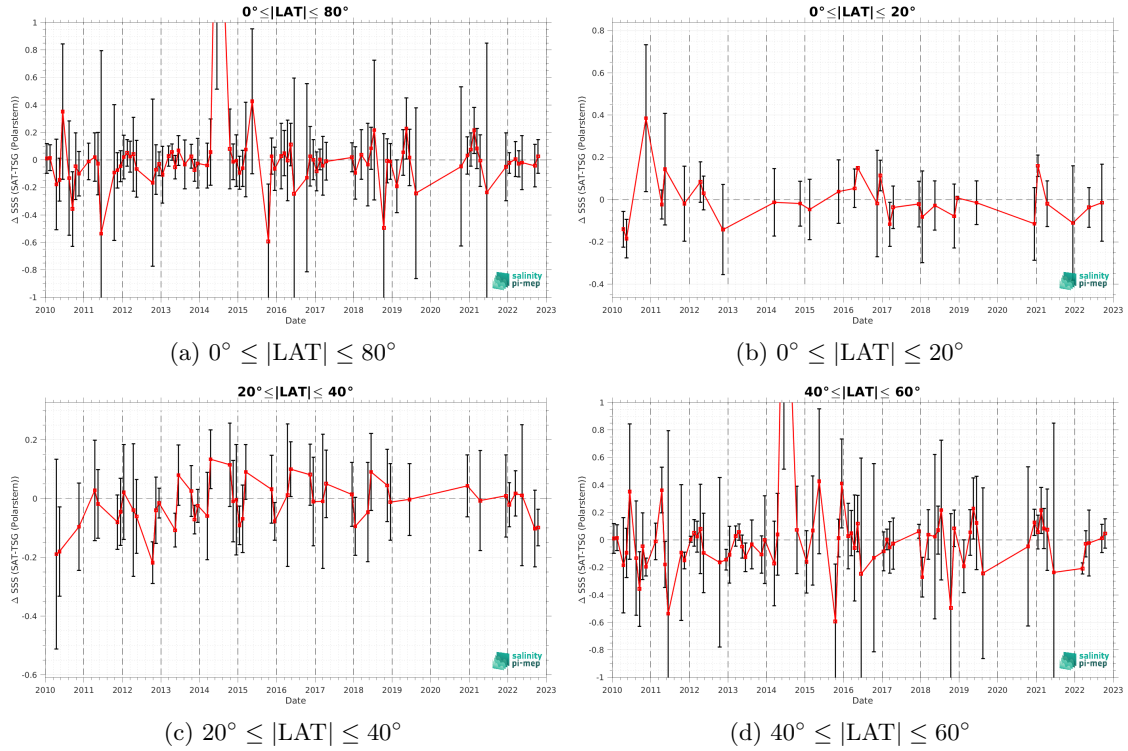 0°≤|LAT|≤ 80°
1
0.8
0.6
0.4
0.2
0
-0.2
-0.4
-0.6
-0.8
-1
Δ SSS (SAT-TSG (Polarstern))
2010 2011 2012 2013 2014 2015 2016 2017 2018 2019 2020 2021 2022 2023
Date
salinity
pi-mep
(a) 0° ≤ |LAT| ≤ 80°
0°≤|LAT|≤ 20°
0.8
0.6
0.4
0.2
0
-0.2
-0.4
Δ SSS (SAT-TSG (Polarstern))
2010 2011 2012 2013 2014 2015 2016 2017 2018 2019 2020 2021 2022 2023
Date
salinity
pi-mep
(b) 0° ≤ |LAT| ≤ 20°
20°≤|LAT|≤ 40°
0.2
0
-0.2
-0.4
-0.6
Δ SSS (SAT-TSG (Polarstern))
2010 2011 2012 2013 2014 2015 2016 2017 2018 2019 2020 2021 2022 2023
Date
salinity
pi-mep
(c) 20° ≤ |LAT| ≤ 40°
40°≤|LAT|≤ 60°
1
0.8
0.6
0.4
0.2
0
-0.2
-0.4
-0.6
-0.8
-1
Δ SSS (SAT-TSG (Polarstern))
2010 2011 2012 2013 2014 2015 2016 2017 2018 2019 2020 2021 2022 2023
Date
salinity
pi-mep
(d) 40° ≤ |LAT| ≤ 60°